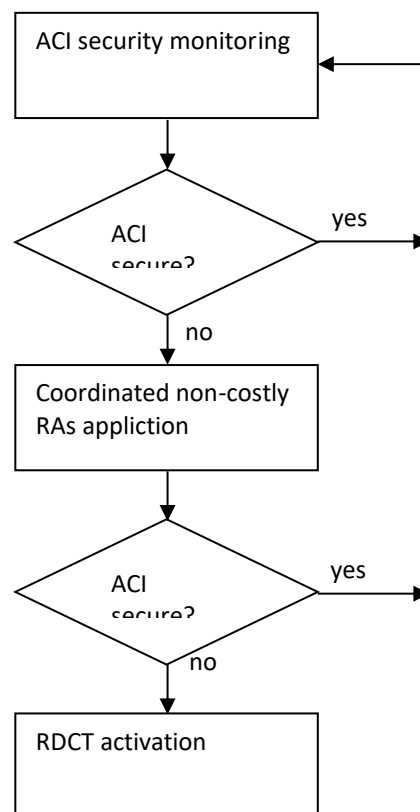 ACI security monitoring
ACI
secure?
yes
no
Coordinated non-costly
RAs appliction
ACI
secure?
yes
no
RDCT activation